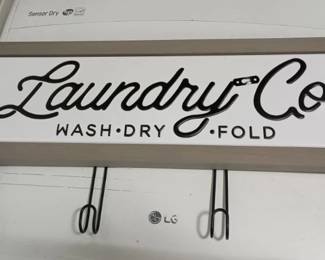 Sensor Dry
Laundry Co
WASH • DRY • FOLD
LG